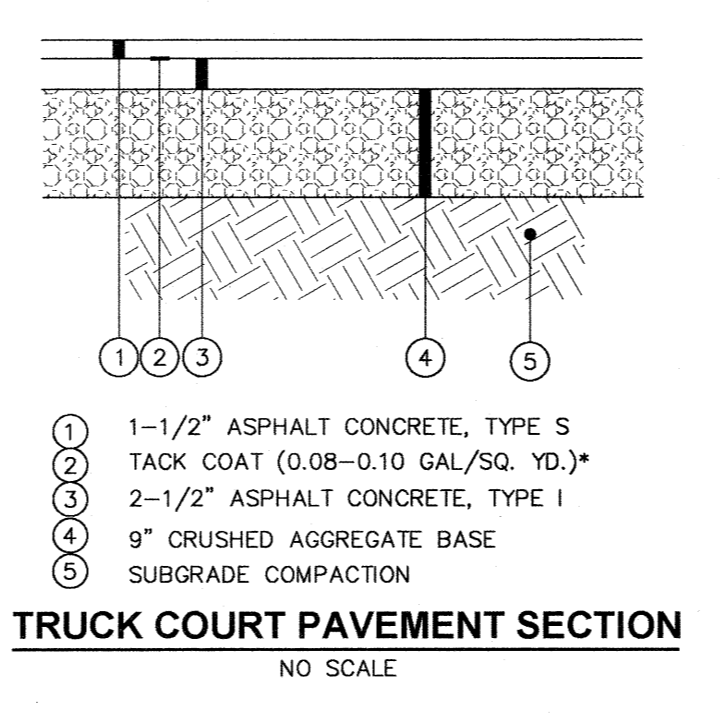 1 2 3 4 5
1 1-1/2" ASPHALT CONCRETE, TYPE S
2 TACK COAT (0.08-0.10 GAL/SQ. YD.)*
3 2-1/2" ASPHALT CONCRETE, TYPE I
4 9" CRUSHED AGGREGATE BASE
5 SUBGRADE COMPACTION
TRUCK COURT PAVEMENT SECTION
NO SCALE